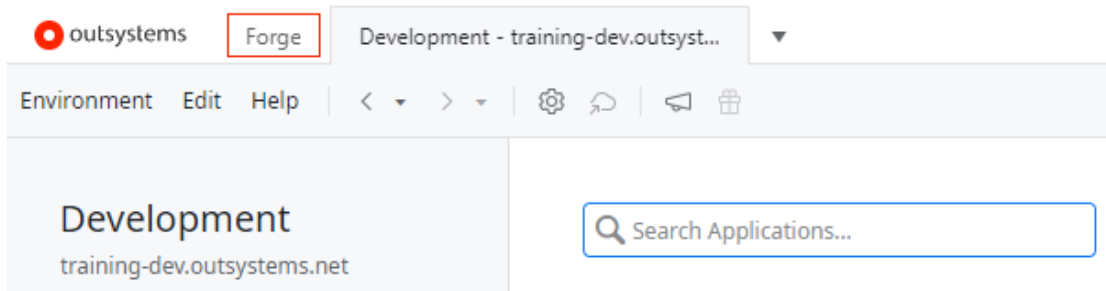 outsystems Forge Development - training-dev.outsyst...
Environment Edit Help
Development
training-dev.outsystems.net
Search Applications...